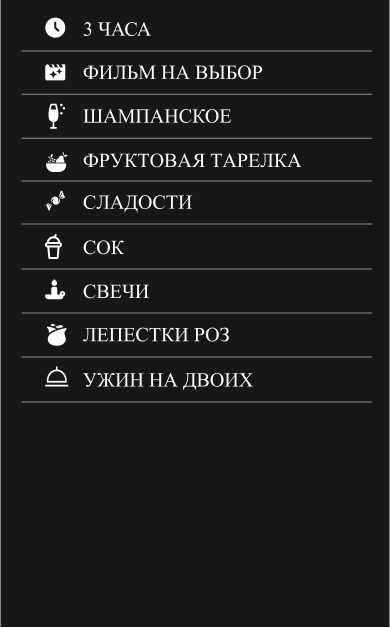 3 ЧАСА
ФИЛЬМ НА ВЫБОР
ШАМПАНСКОЕ
ФРУКТОВАЯ ТАРЕЛКА
СЛАДОСТИ
СОК
СВЕЧИ
ЛЕПЕСТКИ РОЗ
УЖИН НА ДВОИХ